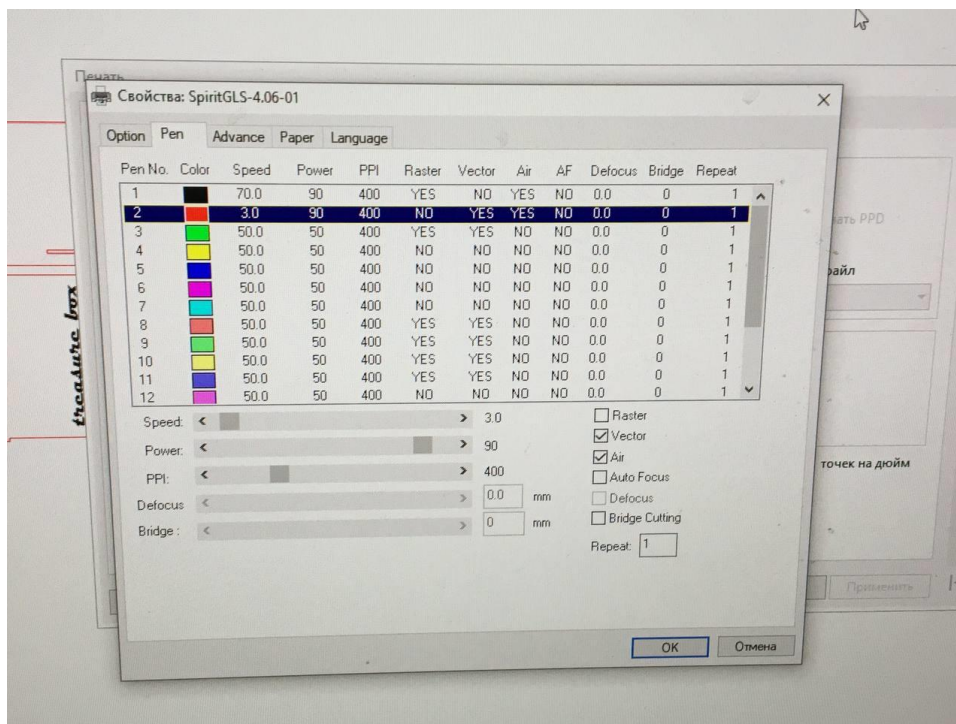 Печать
Свойства: SpiritGLS-4.06-01
Option Pen Advance Paper Language
Pen No. Color Speed Power PPI Raster Vector Air AF Defocus Bridge Repeat
1 70.0 90 400 YES NO YES NO 0.0 0 1
2 3.0 90 400 NO YES YES NO 0.0 0 1
3 50.0 50 400 YES YES NO NO 0.0 0 1
4 50.0 50 400 NO NO NO NO 0.0 0 1
5 50.0 50 400 NO NO NO NO 0.0 0 1
6 50.0 50 400 NO NO NO NO 0.0 0 1
7 50.0 50 400 NO NO NO NO 0.0 0 1
8 50.0 50 400 YES YES NO NO 0.0 0 1
9 50.0 50 400 YES YES NO NO 0.0 0 1
10 50.0 50 400 YES YES NO NO 0.0 0 1
11 50.0 50 400 YES YES NO NO 0.0 0 1
12 50.0 50 400 NO NO NO NO 0.0 0 1
Speed: 3.0
Power: 90
PPI: 400
Defocus 0.0 mm
Bridge : 0 mm
Raster
Vector
Air
Auto Focus
Defocus
Bridge Cutting
Repeat: 1
OK Отмена
treasure box
PPD
точек на дюйм
Применить